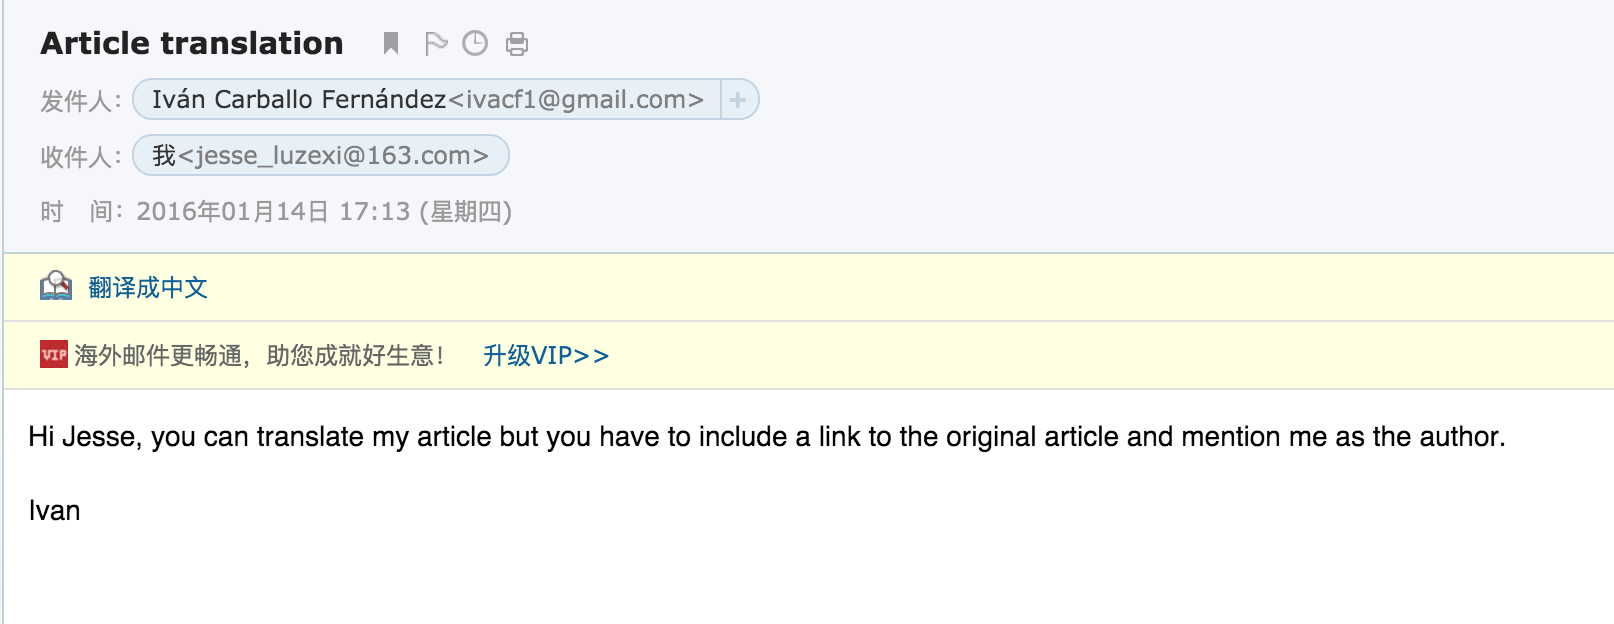 Article translation
发件人： Iván Carballo Fernández<ivacf1@gmail.com> +
收件人： 我<jesse_luzexi@163.com>
时 间： 2016年01月14日 17:13 (星期四)
翻译成中文
VIP 海外邮件更畅通，助您成就好生意！ 升级VIP>>
Hi Jesse, you can translate my article but you have to include a link to the original article and mention me as the author.
Ivan